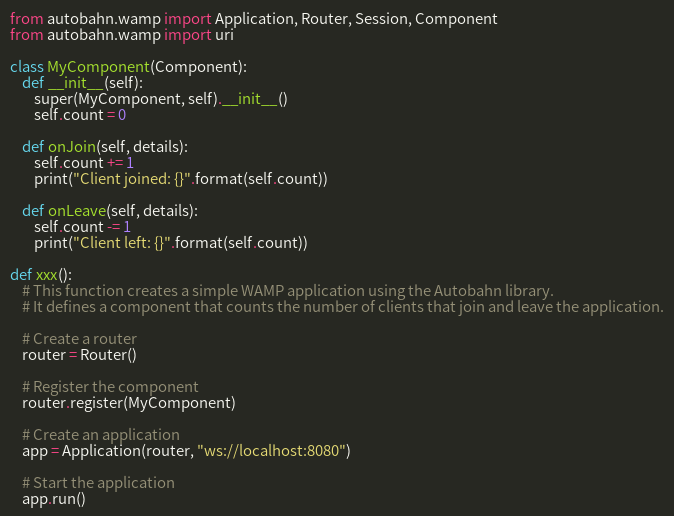 from autobahn.wamp import Application, Router, Session, Component
from autobahn.wamp import uri

class MyComponent(Component):
    def __init__(self):
        super(MyComponent, self).__init__()
        self.count = 0

    def onJoin(self, details):
        self.count += 1
        print("Client joined: {}".format(self.count))

    def onLeave(self, details):
        self.count -= 1
        print("Client left: {}".format(self.count))

def xxx():
    # This function creates a simple WAMP application using the Autobahn library.
    # It defines a component that counts the number of clients that join and leave the application.

    # Create a router
    router = Router()

    # Register the component
    router.register(MyComponent)

    # Create an application
    app = Application(router, "ws://localhost:8080")

    # Start the application
    app.run()